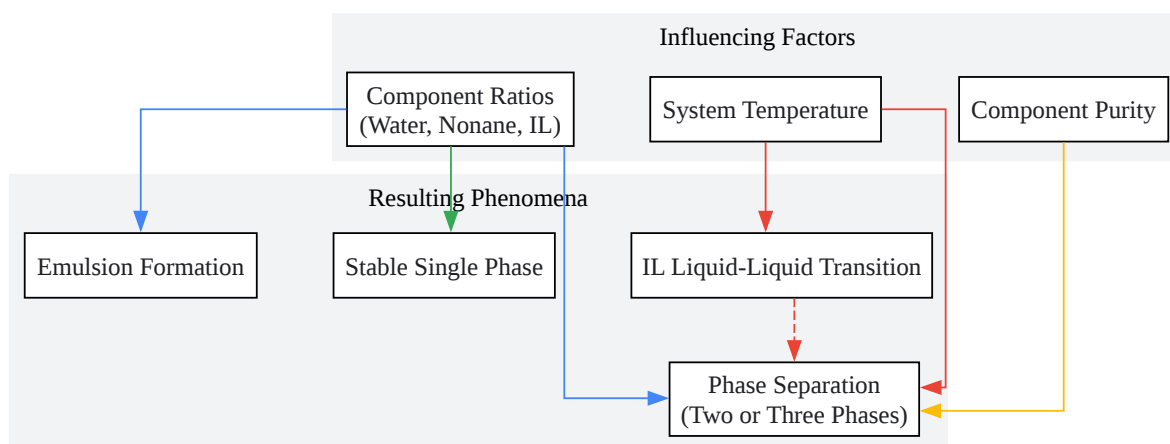 Influencing Factors
Component Ratios
(Water, Nonane, IL)
System Temperature
Component Purity
Resulting Phenomena
Emulsion Formation
Stable Single Phase
IL Liquid-Liquid Transition
Phase Separation
(Two or Three Phases)